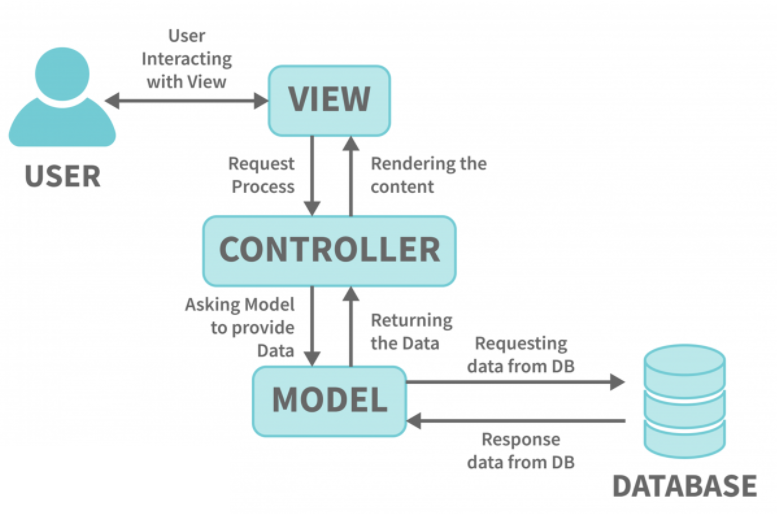 User
Interacting
with View
VIEW
USER
Request
Process
Rendering the
content
CONTROLLER
Asking Model
to provide
Data
Returning
the Data
MODEL
Requesting
data from DB
Response
data from DB
DATABASE